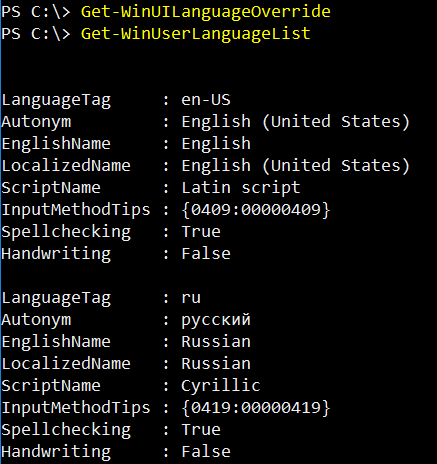 PS C:\> Get-WinUILanguageOverride
PS C:\> Get-WinUserLanguageList
LanguageTag : en-US
Autonym : English (United States)
EnglishName : English
LocalizedName : English (United States)
ScriptName : Latin script
InputMethodTips : {0409:00000409}
Spellchecking : True
Handwriting : False
LanguageTag : ru
Autonym : русский
EnglishName : Russian
LocalizedName : Russian
ScriptName : Cyrillic
InputMethodTips : {0419:00000419}
Spellchecking : True
Handwriting : False